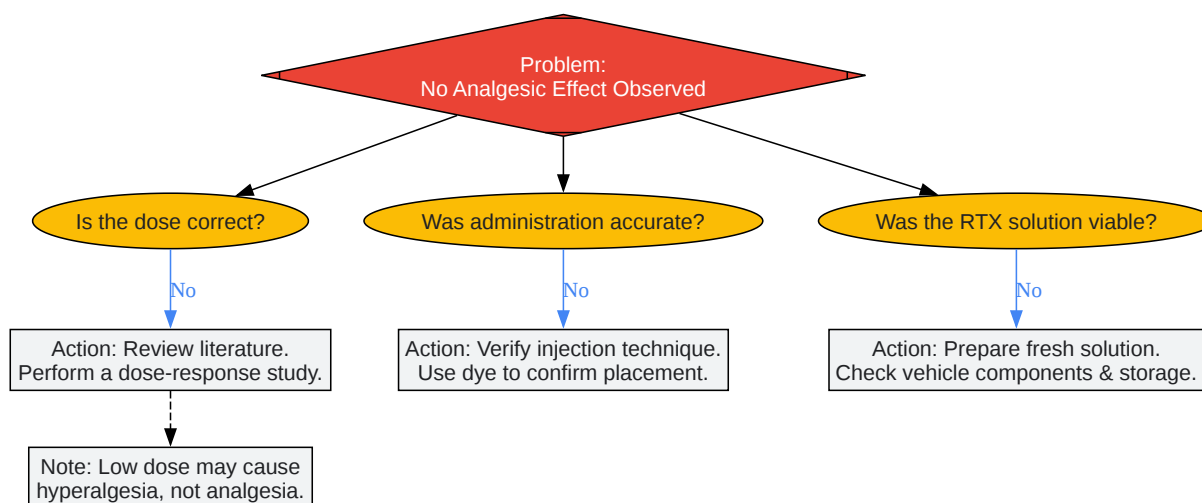 Problem:
No Analgesic Effect Observed
Is the dose correct?
Was administration accurate?
Was the RTX solution viable?
No
No
No
Action: Review literature.
Perform a dose-response study.
Action: Verify injection technique.
Use dye to confirm placement.
Action: Prepare fresh solution.
Check vehicle components & storage.
Note: Low dose may cause
hyperalgesia, not analgesia.